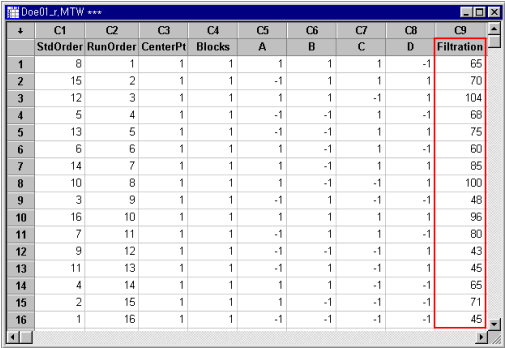 Doe01_r.MTW ***
C1 C2 C3 C4 C5 C6 C7 C8 C9
StdOrder RunOrder CenterPt Blocks A B C D Filtration
1 8 1 1 1 1 1 1 -1 65
2 15 2 1 1 -1 1 1 1 70
3 12 3 1 1 1 1 -1 1 104
4 5 4 1 1 -1 -1 1 -1 68
5 13 5 1 1 -1 -1 1 1 75
6 6 6 1 1 1 -1 1 -1 60
7 14 7 1 1 1 -1 1 1 85
8 10 8 1 1 1 -1 -1 1 100
9 3 9 1 1 -1 1 -1 -1 48
10 16 10 1 1 1 1 1 1 96
11 7 11 1 1 -1 1 1 -1 80
12 9 12 1 1 -1 -1 -1 1 43
13 11 13 1 1 -1 1 -1 1 45
14 4 14 1 1 1 1 -1 -1 65
15 2 15 1 1 1 -1 -1 -1 71
16 1 16 1 1 -1 -1 -1 -1 45